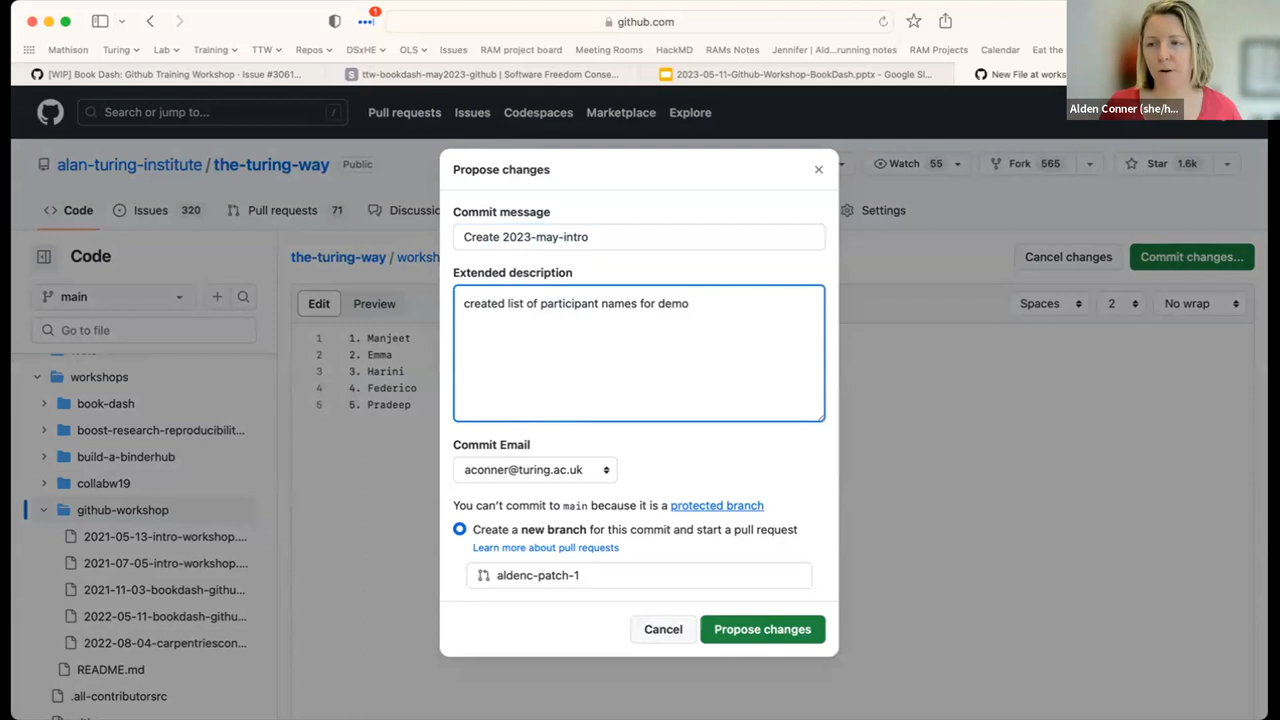 1
github.com
Mathison Turing Lab Training TTW Repos DSxHE OLS Issues RAM project board Meeting Rooms HackMD RAMs Notes Jennifer | Ald...running notes RAM Projects Calendar Eat the
[WIP] Book Dash: Github Training Workshop · Issue #3061...
S ttw-bookdash-may2023-github | Software Freedom Conse...
2023-05-11-Github-Workshop-BookDash.pptx - Google Sl...
New File at works
Alden Conner (she/h...
Search or jump to... /
Pull requests Issues Codespaces Marketplace Explore
alan-turing-institute / the-turing-way Public
Watch 55 Fork 565 Star 1.6k
Code Issues 320 Pull requests 71 Discussio Settings
Code
main
Go to file
workshops
book-dash
boost-research-reproducibilit...
build-a-binderhub
collabw19
github-workshop
2021-05-13-intro-workshop....
2021-07-05-intro-workshop....
2021-11-03-bookdash-githu...
2022-05-11-bookdash-githu...
2022-08-04-carpentriescon...
README.md
.all-contributorsrc
the-turing-way / worksh
Cancel changes Commit changes...
Edit Preview
Spaces 2 No wrap
1 1. Manjeet
2 2. Emma
3 3. Harini
4 4. Federico
5 5. Pradeep
Propose changes
Commit message
Create 2023-may-intro
Extended description
created list of participant names for demo
Commit Email
aconner@turing.ac.uk
You can't commit to main because it is a protected branch
Create a new branch for this commit and start a pull request
Learn more about pull requests
aldenc-patch-1
Cancel Propose changes